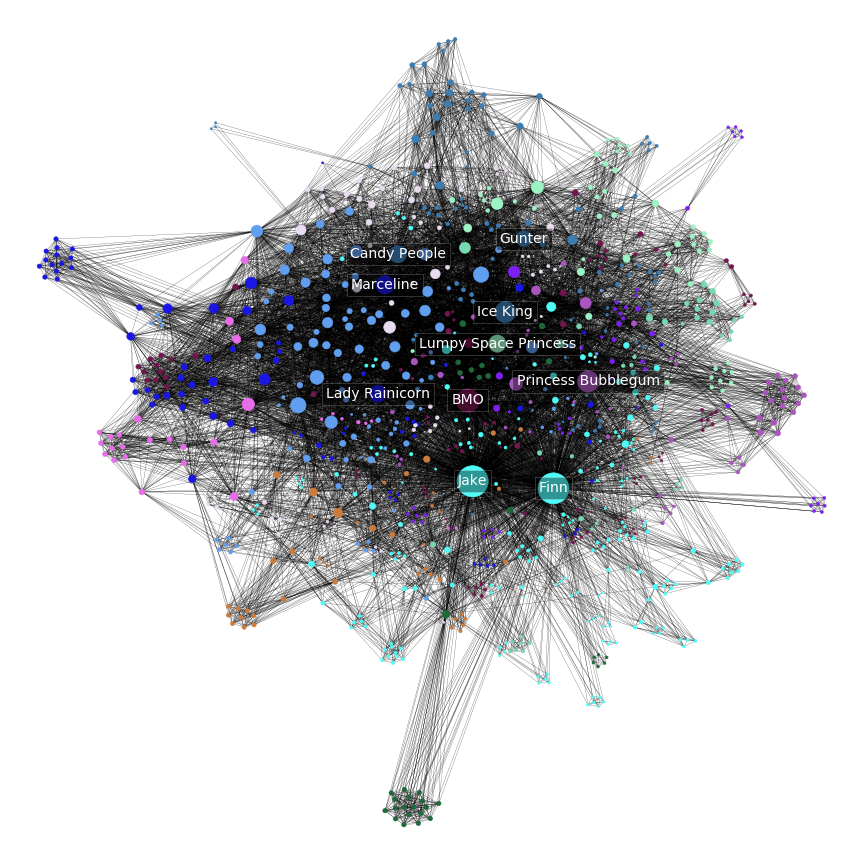 Gunter
Candy People
Marceline
Ice King
Lumpy Space Princess
Princess Bubblegum
Lady Rainicorn
BMO
Jake
Finn